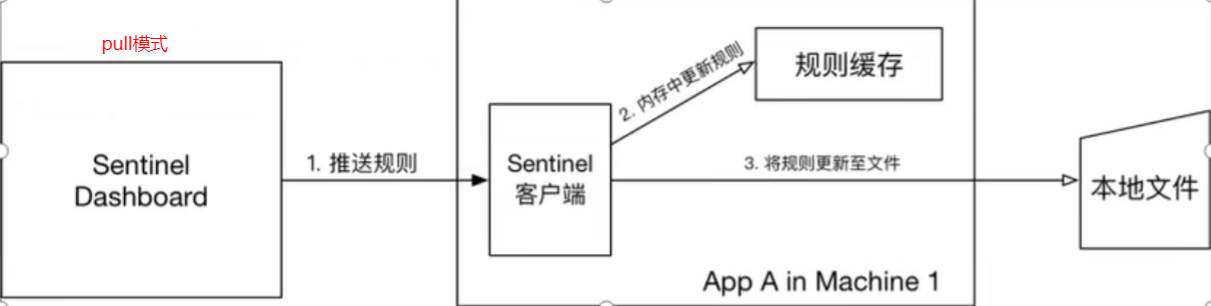 pull模式
Sentinel
Dashboard
1. 推送规则
Sentinel
客户端
2. 内存中更新规则
规则缓存
3. 将规则更新至文件
本地文件
App A in Machine 1